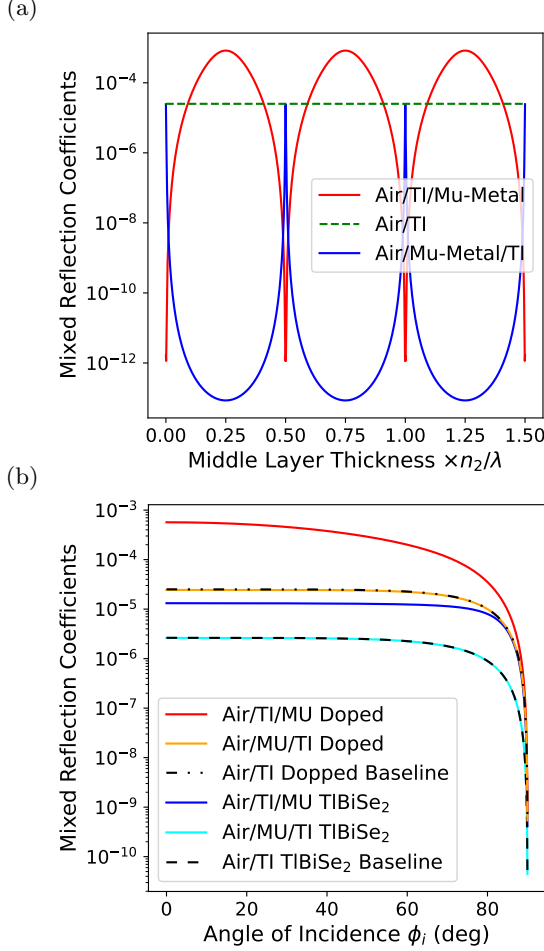 (a)
Mixed Reflection Coefficients
10⁻⁴
10⁻⁶
10⁻⁸
10⁻¹⁰
10⁻¹²
Air/TI/Mu-Metal
Air/TI
Air/Mu-Metal/TI
0.00 0.25 0.50 0.75 1.00 1.25 1.50
Middle Layer Thickness ×n₂/λ
(b)
Mixed Reflection Coefficients
10⁻³
10⁻⁴
10⁻⁵
10⁻⁶
10⁻⁷
10⁻⁸
10⁻⁹
10⁻¹⁰
Air/TI/MU Doped
Air/MU/TI Doped
Air/TI Dopped Baseline
Air/TI/MU TlBiSe₂
Air/MU/TI TlBiSe₂
Air/TI TlBiSe₂ Baseline
0 20 40 60 80
Angle of Incidence ϕᵢ (deg)